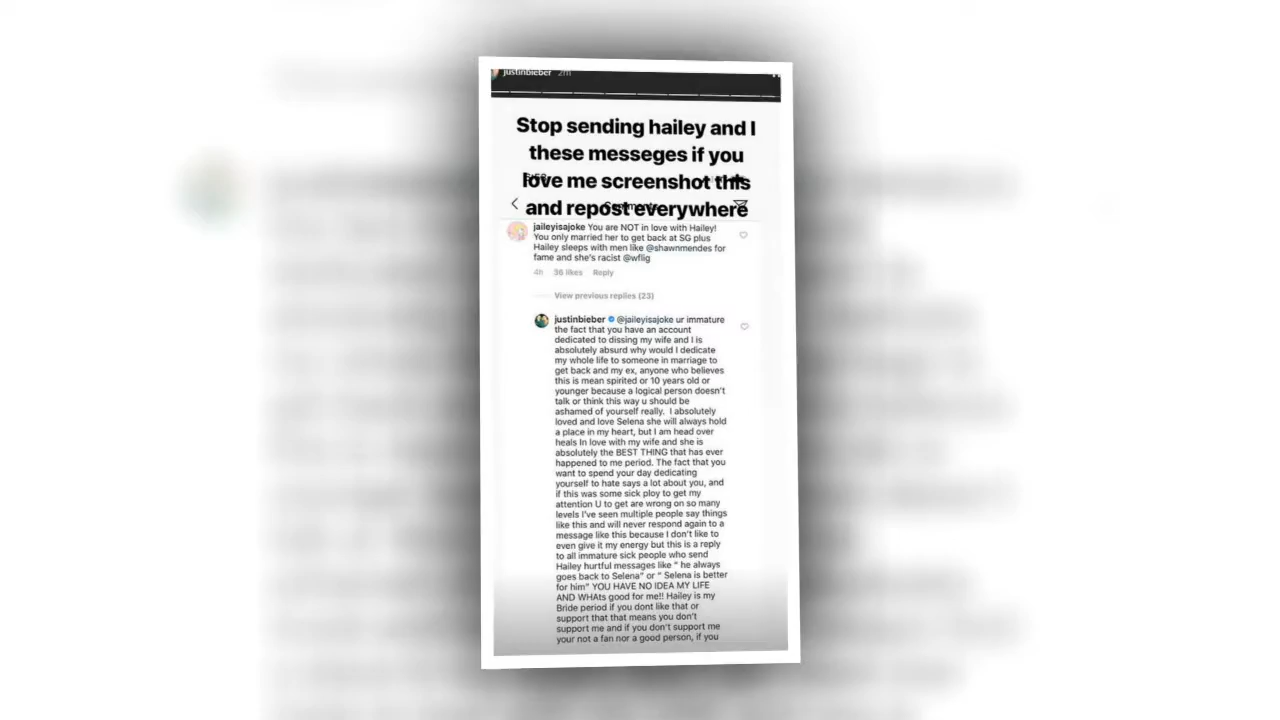 justinbieber 2m
Stop sending hailey and I
these messeges if you
love me screenshot this
and repost everywhere
jaileyisajoke You are NOT in love with Hailey!
You only married her to get back at SG plus
Hailey sleeps with men like @shawnmendes for
fame and she's racist @wflig
4h 36 likes Reply
View previous replies (23)
justinbieber @jaileyisajoke ur immature
the fact that you have an account
dedicated to dissing my wife and I is
absolutely absurd why would I dedicate
my whole life to someone in marriage to
get back and my ex, anyone who believes
this is mean spirited or 10 years old or
younger because a logical person don't
talk or think this way u should be
ashamed of yourself really. I absolutely
loved and love Selena she will always hold
a place in my heart, but I am head over
heals In love with my wife and she is
absolutely the BEST THING that has ever
happened to me period. The fact that you
want to spend your day dedicating
yourself to hate says a lot about you, and
if this was some sick ploy to get my
attention U to get are wrong on so many
levels I've seen multiple people say things
like this and will never respond again to a
message like this because I don't like to
even give it my energy but this is a reply
to all immature sick people who send
Hailey hurtful messages like " he always
goes back to Selena" or " Selena is better
for him" YOU HAVE NO IDEA MY LIFE
AND WHAts good for me!! Hailey is my
Bride period if you dont like that or
support that that means you don't
support me and if you don't support me
your not a fan nor a good person, if you